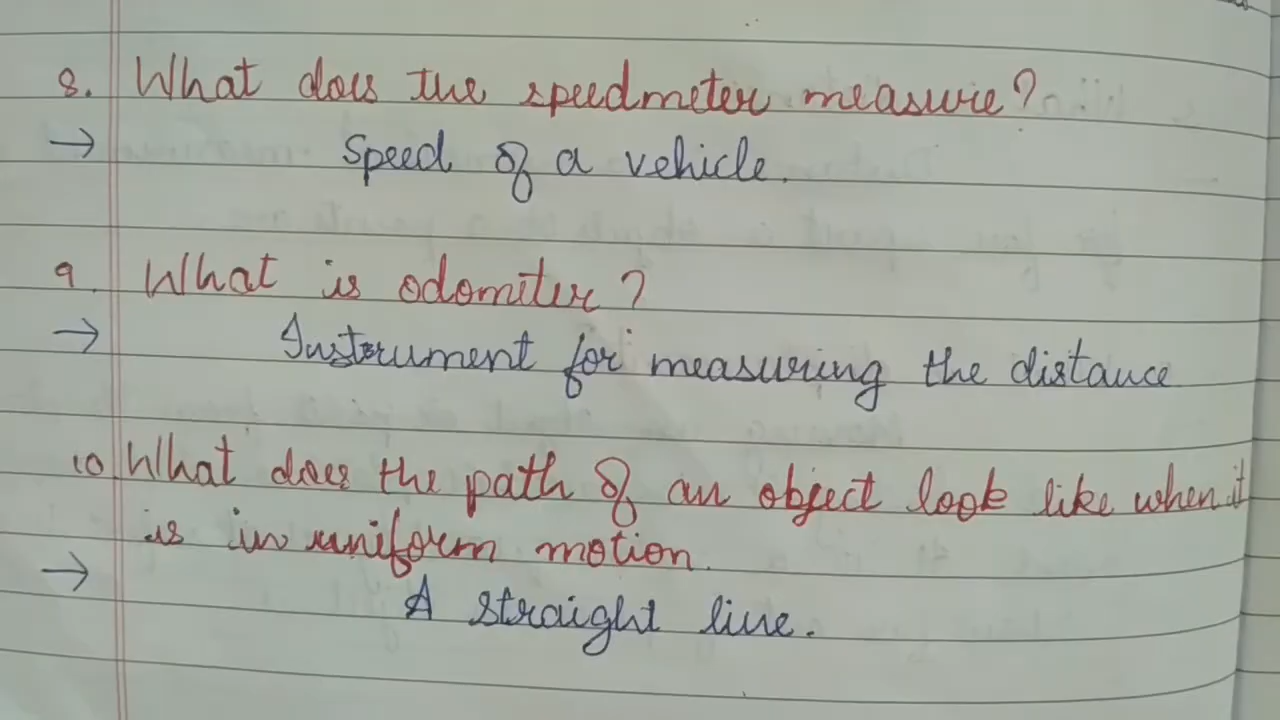 8. What does the speedmeter measure?
→ Speed of a vehicle.
9. What is odomiter?
→ Instrument for measuring the distance
10 What does the path of an object look like when it
is in uniform motion.
→ A straight line.